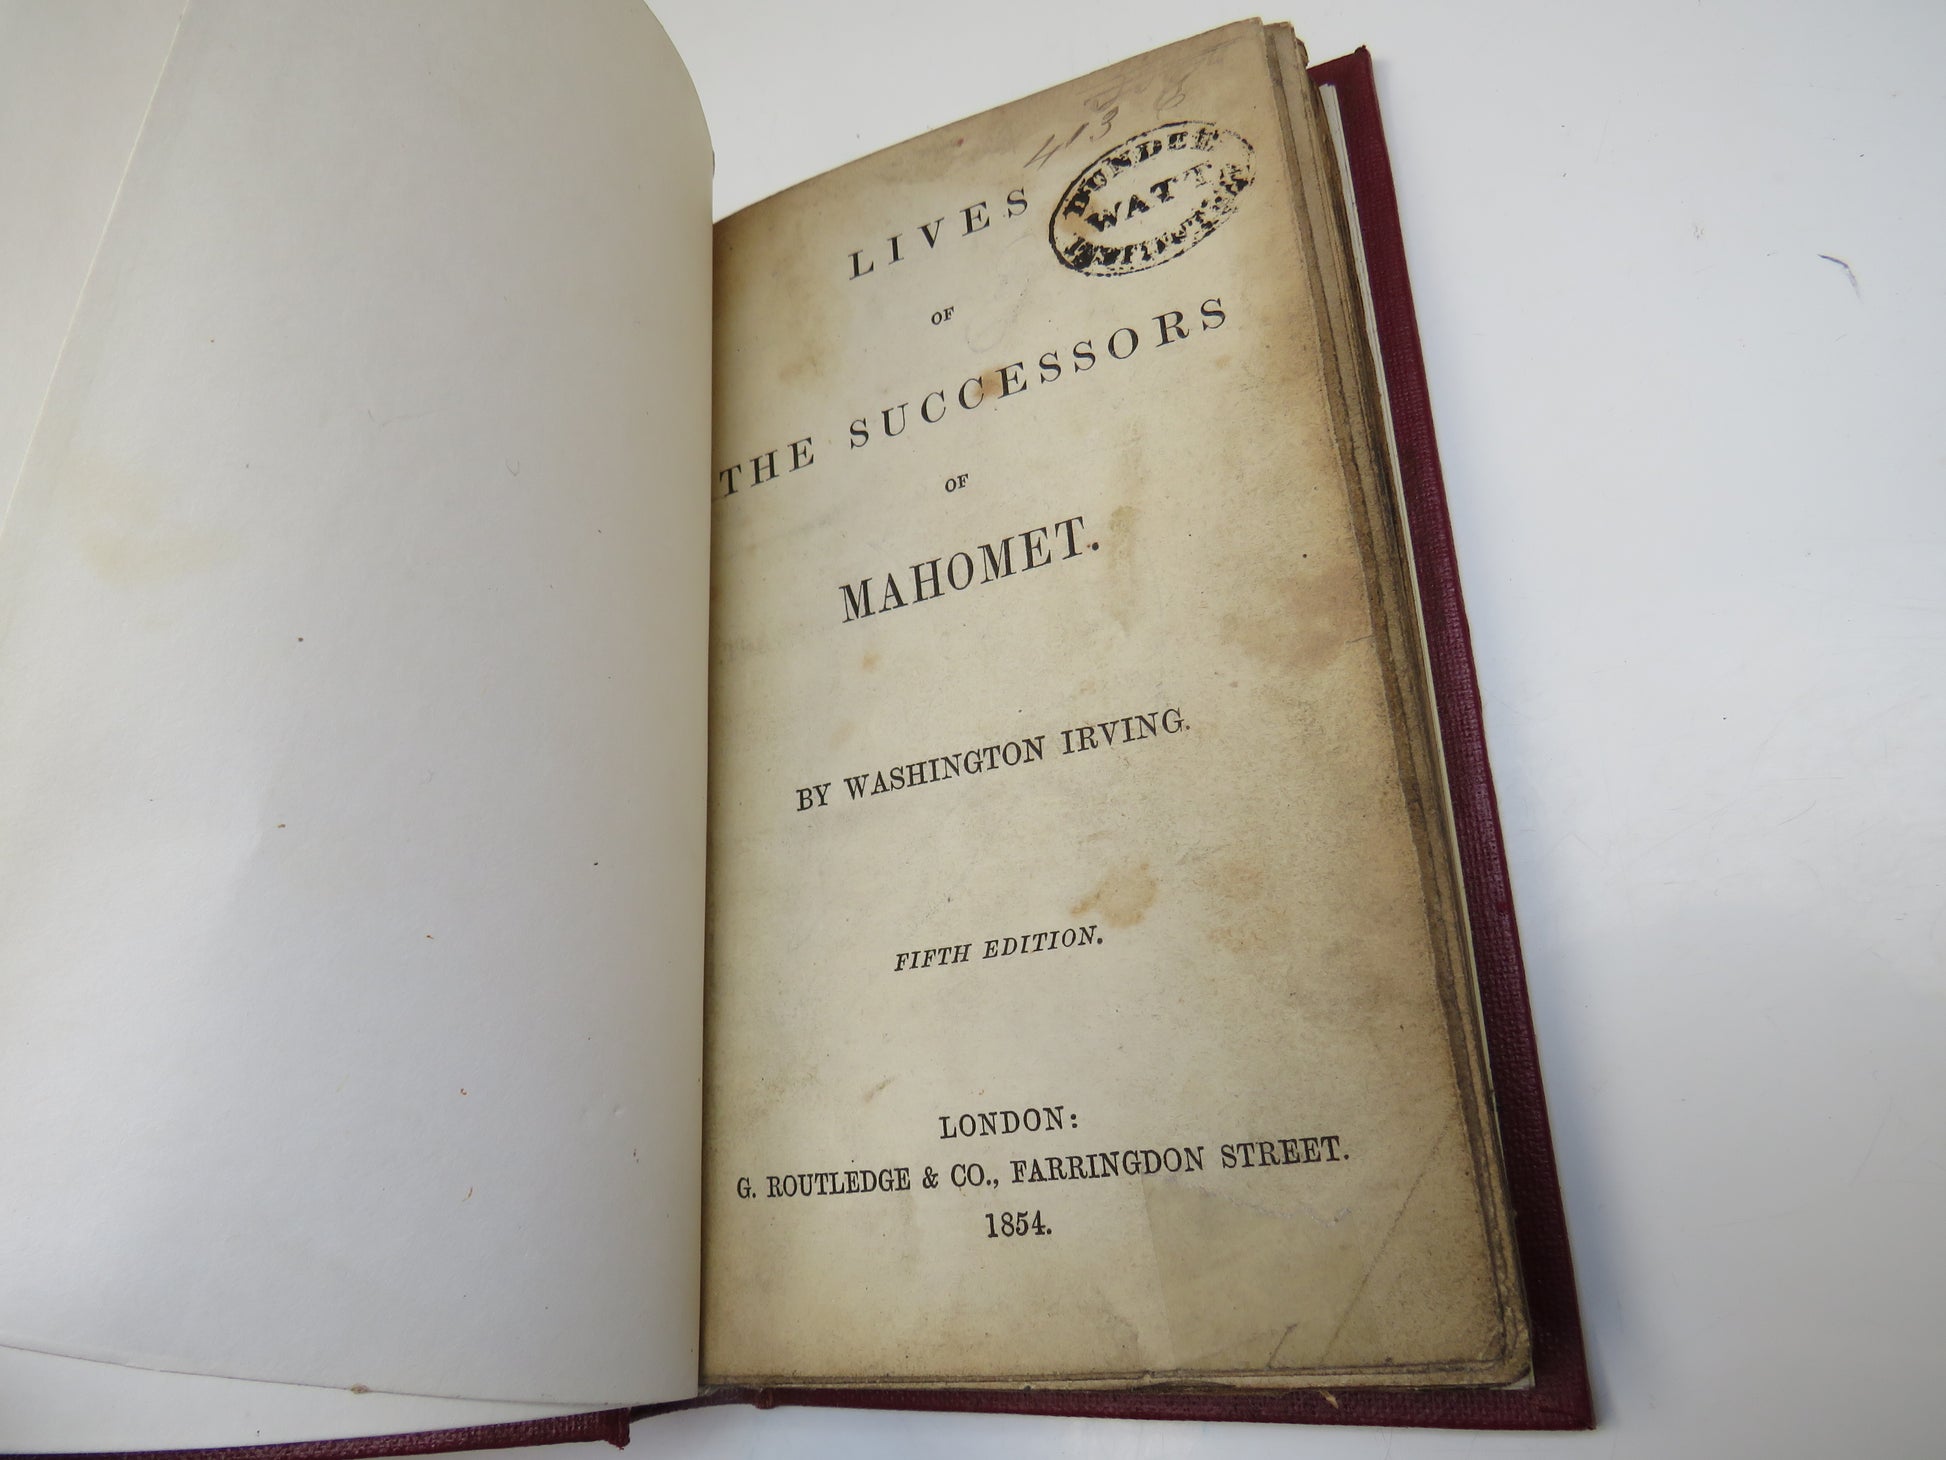 413
DUNDEE
WATT
INSTITUTION
LIVES
OF
THE SUCCESSORS
OF
MAHOMET.
BY WASHINGTON IRVING.
FIFTH EDITION.
LONDON:
G. ROUTLEDGE & CO., FARRINGDON STREET.
1854.